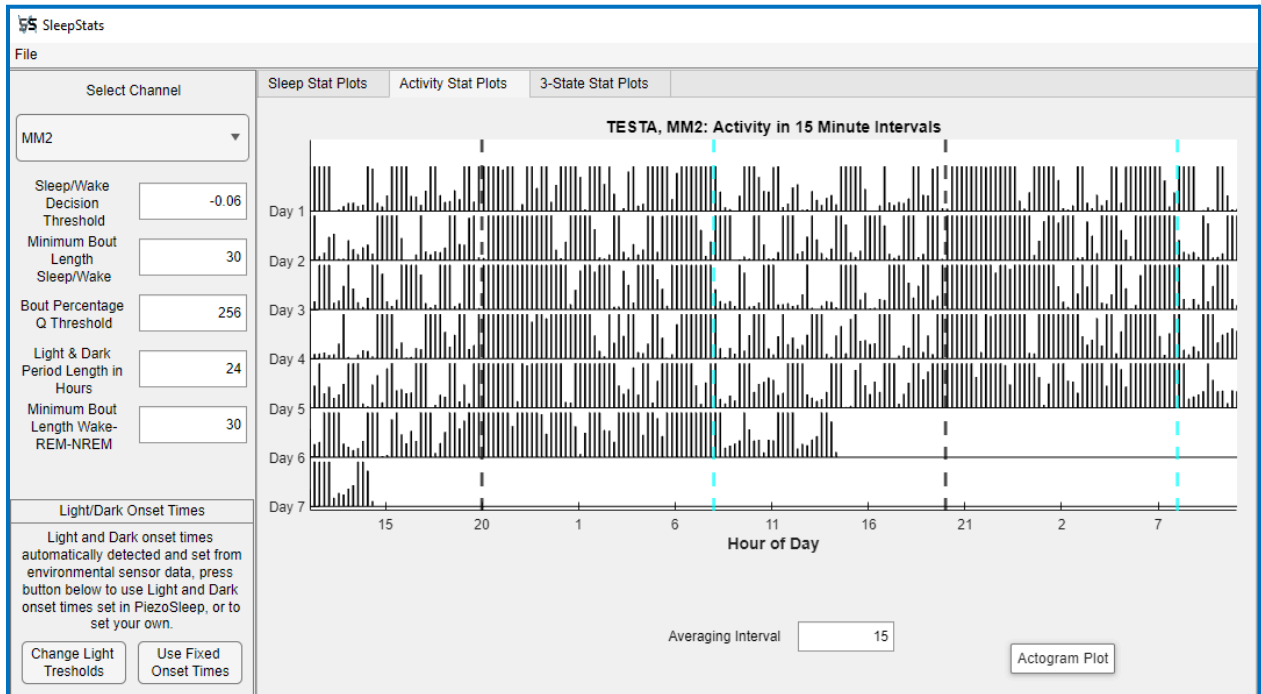 SleepStats
File
Select Channel
MM2
Sleep/Wake
Decision
Threshold
-0.06
Minimum Bout
Length
Sleep/Wake
30
Bout Percentage
Q Threshold
256
Light & Dark
Period Length in
Hours
24
Minimum Bout
Length Wake-
REM-NREM
30
Light/Dark Onset Times
Light and Dark onset times
automatically detected and set from
environmental sensor data, press
button below to use Light and Dark
onset times set in PiezoSleep, or to
set your own.
Change Light
Tresholds
Use Fixed
Onset Times
Sleep Stat Plots
Activity Stat Plots
3-State Stat Plots
TESTA, MM2: Activity in 15 Minute Intervals
Day 1
Day 2
Day 3
Day 4
Day 5
Day 6
Day 7
15 20 1 6 11 16 21 2 7
Hour of Day
Averaging Interval
15
Actogram Plot